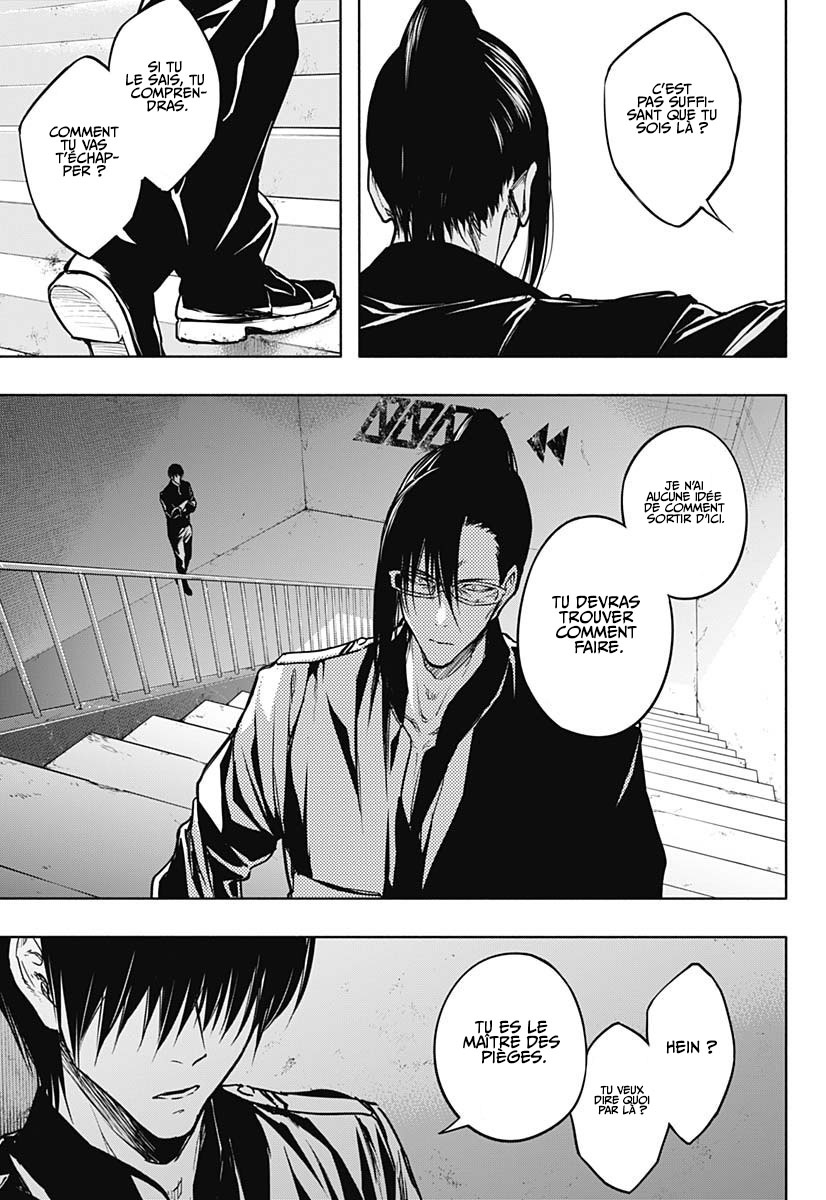 C'EST
PAS SUFFI-
SANT QUE TU
SOIS LÀ ?
SI TU
LE SAIS, TU
COMPREN-
DRAS.
COMMENT
TU VAS
T'ÉCHAP-
PER ?
JE N'AI
AUCUNE IDÉE
DE COMMENT
SORTIR D'ICI.
TU DEVRAS
TROUVER
COMMENT
FAIRE.
HEIN ?
TU VEUX
DIRE QUOI
PAR LÀ ?
TU ES LE
MAÎTRE DES
PIÈGES.